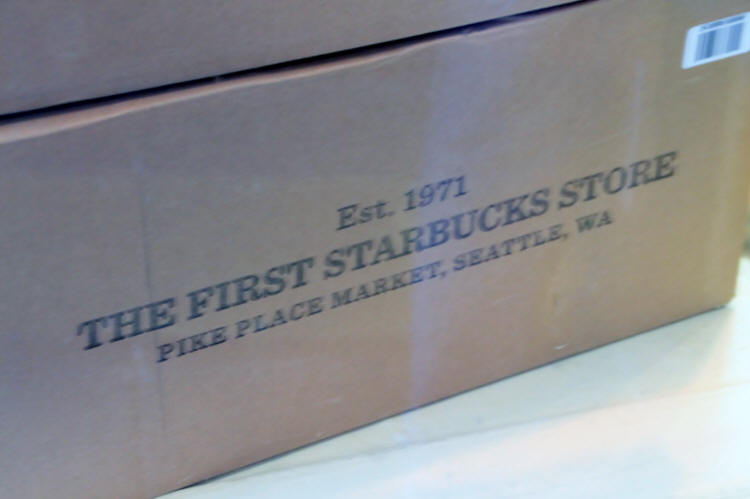 Est. 1971
THE FIRST STARBUCKS STORE
PIKE PLACE MARKET, SEATTLE, WA